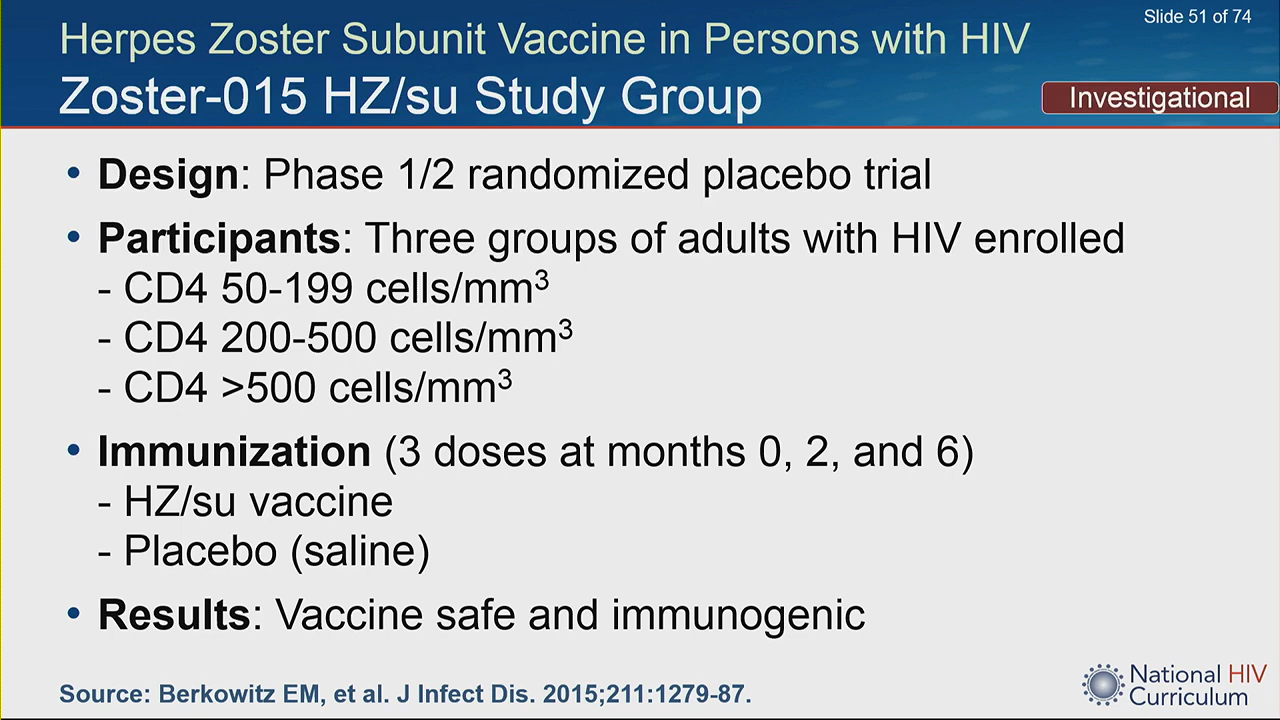 Slide 51 of 74
Herpes Zoster Subunit Vaccine in Persons with HIV
Zoster-015 HZ/su Study Group
Investigational
• Design: Phase 1/2 randomized placebo trial
• Participants: Three groups of adults with HIV enrolled
- CD4 50-199 cells/mm³
- CD4 200-500 cells/mm³
- CD4 >500 cells/mm³
• Immunization (3 doses at months 0, 2, and 6)
- HZ/su vaccine
- Placebo (saline)
• Results: Vaccine safe and immunogenic
Source: Berkowitz EM, et al. J Infect Dis. 2015;211:1279-87.
National HIV
Curriculum